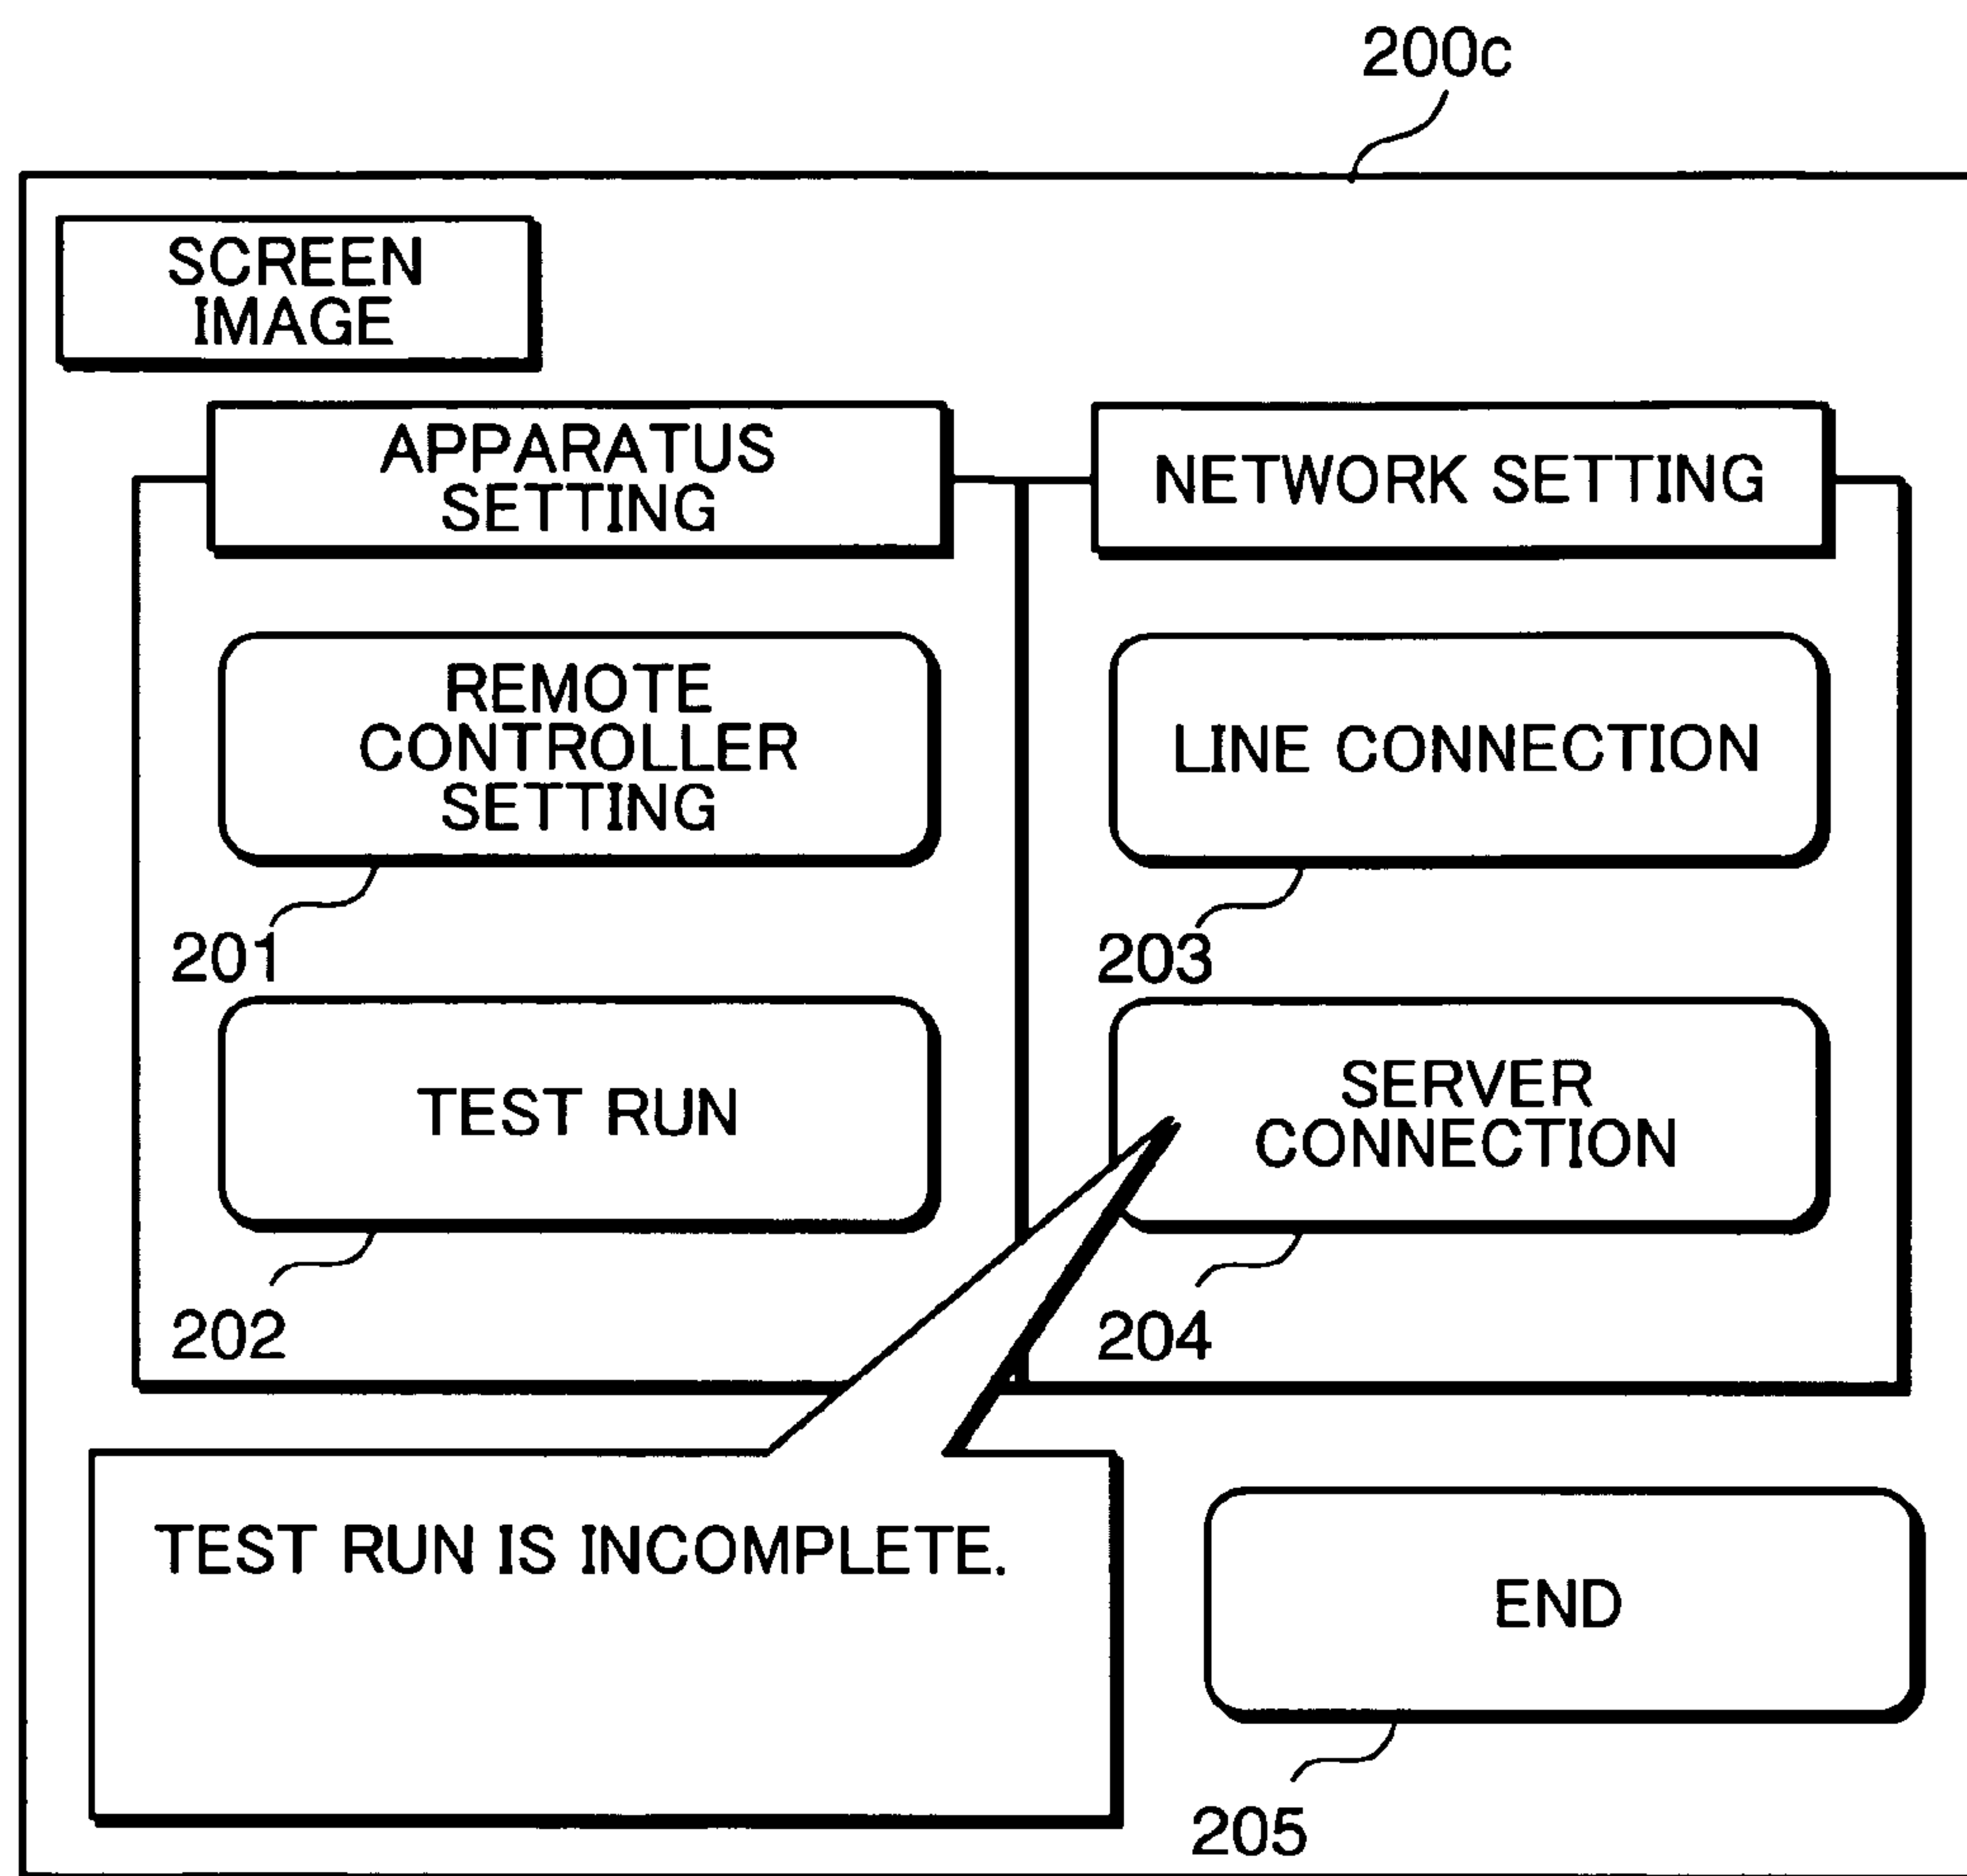 200c
SCREEN
IMAGE
APPARATUS
SETTING
NETWORK SETTING
REMOTE
CONTROLLER
SETTING
LINE CONNECTION
201
203
TEST RUN
SERVER
CONNECTION
202
204
TEST RUN IS INCOMPLETE.
END
205